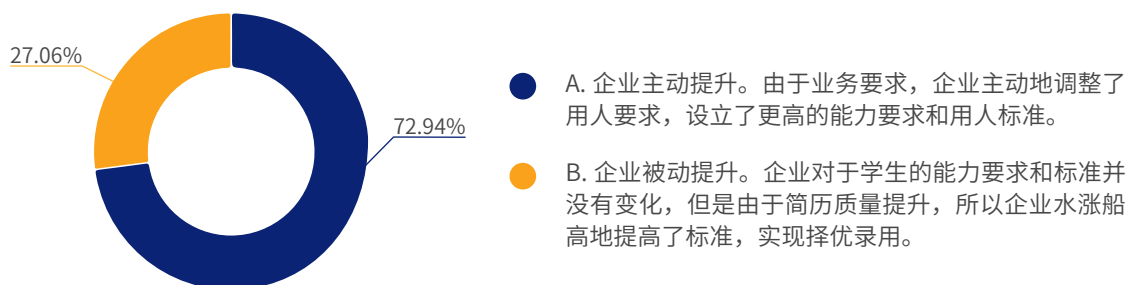 27.06%
72.94%
A. 企业主动提升。由于业务要求，企业主动地调整了
用人要求，设立了更高的能力要求和用人标准。
B. 企业被动提升。企业对于学生的能力要求和标准并
没有变化，但是由于简历质量提升，所以企业水涨船
高地提高了标准，实现择优录用。